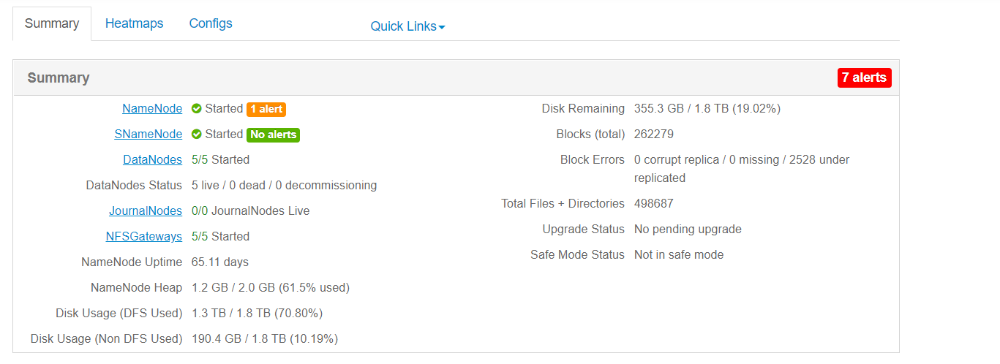 Summary Heatmaps Configs Quick Links
Summary 7 alerts
NameNode Started 1 alert
SNameNode Started No alerts
DataNodes 5/5 Started
DataNodes Status 5 live / 0 dead / 0 decommissioning
JournalNodes 0/0 JournalNodes Live
NFSGateways 5/5 Started
NameNode Uptime 65.11 days
NameNode Heap 1.2 GB / 2.0 GB (61.5% used)
Disk Usage (DFS Used) 1.3 TB / 1.8 TB (70.80%)
Disk Usage (Non DFS Used) 190.4 GB / 1.8 TB (10.19%)
Disk Remaining 355.3 GB / 1.8 TB (19.02%)
Blocks (total) 262279
Block Errors 0 corrupt replica / 0 missing / 2528 under
replicated
Total Files + Directories 498687
Upgrade Status No pending upgrade
Safe Mode Status Not in safe mode